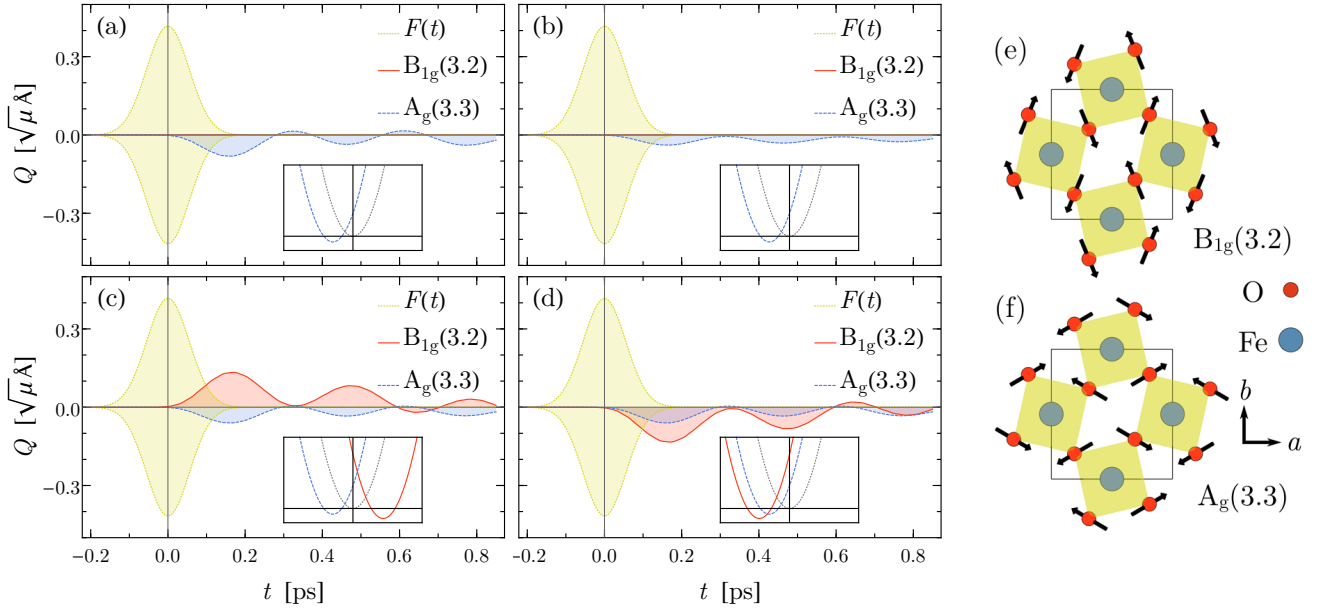 (a)
F(t)
B1g(3.2)
Ag(3.3)
0.3
0.0
−0.3
Q [√μ Å]
(b)
F(t)
B1g(3.2)
Ag(3.3)
(c)
F(t)
B1g(3.2)
Ag(3.3)
0.3
0.0
−0.3
Q [√μ Å]
−0.2 0.0 0.2 0.4 0.6 0.8
t [ps]
(d)
F(t)
B1g(3.2)
Ag(3.3)
−0.2 0.0 0.2 0.4 0.6 0.8
t [ps]
(e)
B1g(3.2)
O
Fe
b
a
(f)
Ag(3.3)